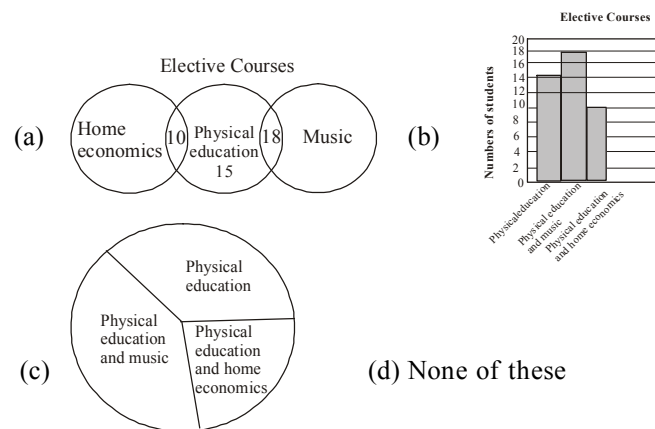 Elective Courses
(a)
Home
economics
10
Physical
education
15
18
Music
(b)
Elective Courses
Numbers of students
20
18
16
14
12
10
8
6
4
2
0
Physicaleducation
Physical education
and music
Physical education
and home economics
(c)
Physical
education
Physical
education
and music
Physical
education
and home
economics
(d) None of these